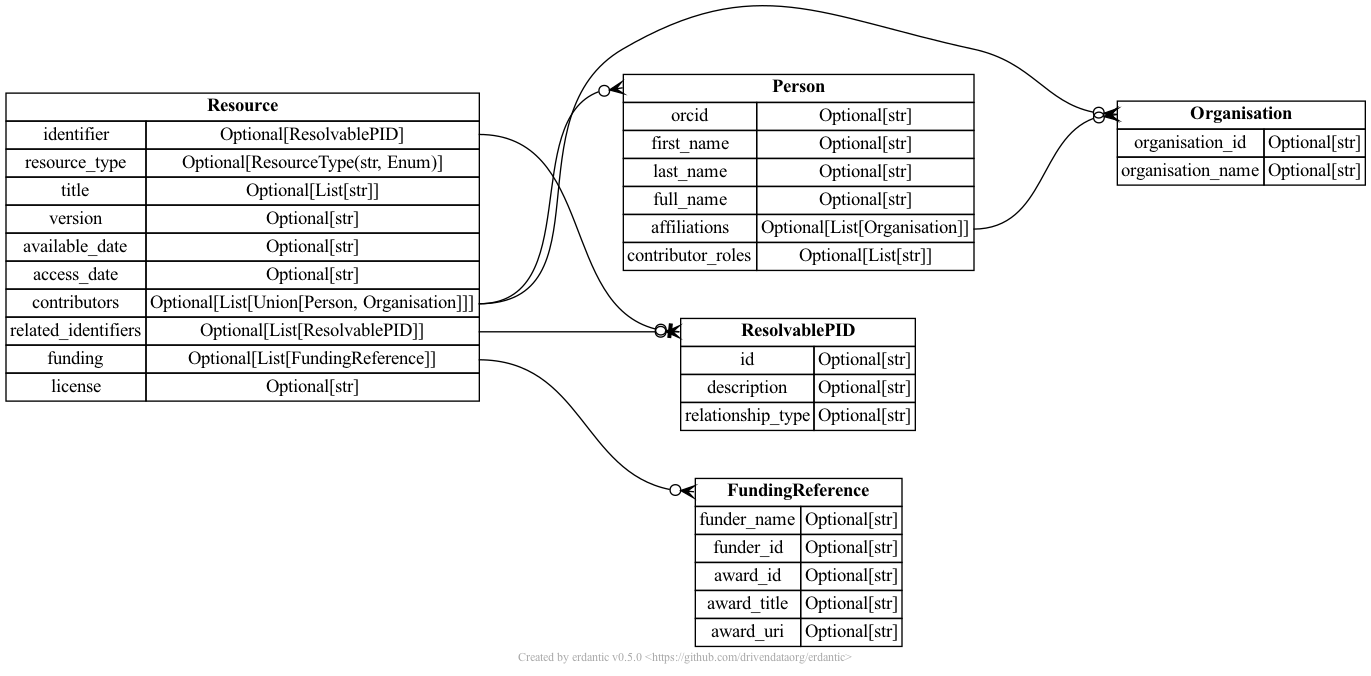 Resource
identifier Optional[ResolvablePID]
resource_type Optional[ResourceType(str, Enum)]
title Optional[List[str]]
version Optional[str]
available_date Optional[str]
access_date Optional[str]
contributors Optional[List[Union[Person, Organisation]]]
related_identifiers Optional[List[ResolvablePID]]
funding Optional[List[FundingReference]]
license Optional[str]
Person
orcid Optional[str]
first_name Optional[str]
last_name Optional[str]
full_name Optional[str]
affiliations Optional[List[Organisation]]
contributor_roles Optional[List[str]]
Organisation
organisation_id Optional[str]
organisation_name Optional[str]
ResolvablePID
id Optional[str]
description Optional[str]
relationship_type Optional[str]
FundingReference
funder_name Optional[str]
funder_id Optional[str]
award_id Optional[str]
award_title Optional[str]
award_uri Optional[str]
Created by erdantic v0.5.0 <https://github.com/drivendataorg/erdantic>